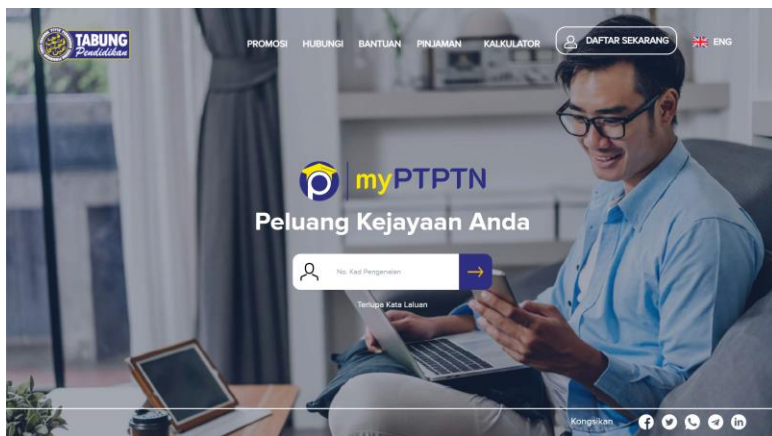 TABUNG
Pendidikan
PROMOSI HUBUNGI BANTUAN PINJAMAN KALKULATOR DAFTAR SEKARANG ENG
myPTPTN
Peluang Kejayaan Anda
No. Kad Pengenalan
Terlupa Kata Laluan
Kongsikan